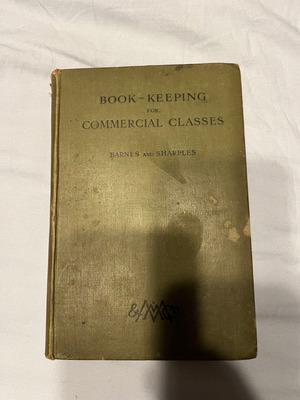 BOOK-KEEPING
FOR
COMMERCIAL CLASSES
BARNES AND SHARPLES